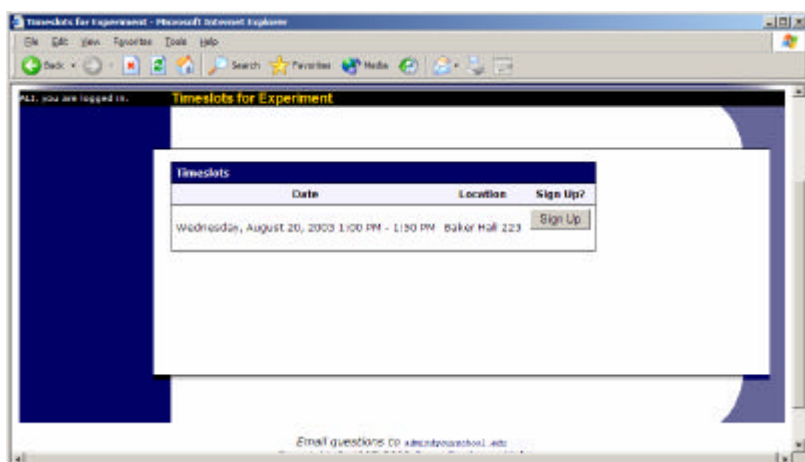 Timeslots for Experiment - Microsoft Internet Explorer
File Edit View Favorites Tools Help
Back Search Favorites Media
ALI, you are logged in. Timeslots for Experiment
Timeslots
Date Location Sign Up?
Wednesday, August 20, 2003 1:00 PM - 1:30 PM Baker Hall 223 Sign Up
Email questions to